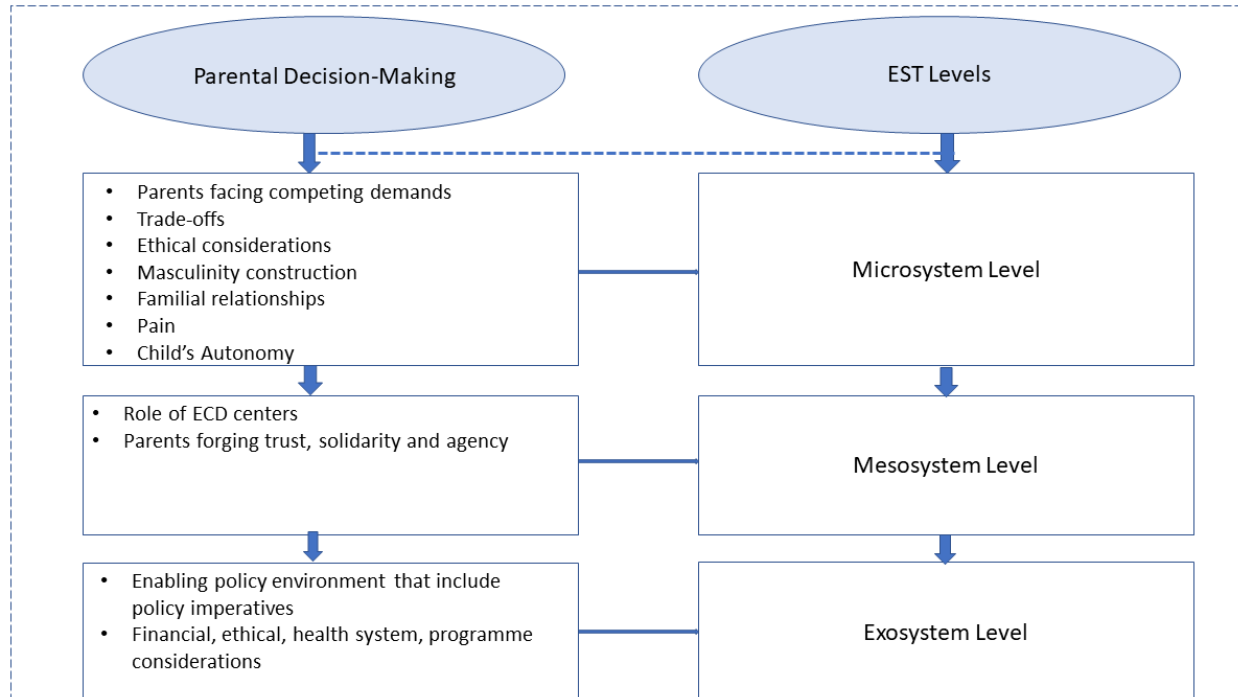 Parental Decision-Making
EST Levels
• Parents facing competing demands
• Trade-offs
• Ethical considerations
• Masculinity construction
• Familial relationships
• Pain
• Child's Autonomy
Microsystem Level
• Role of ECD centers
• Parents forging trust, solidarity and agency
Mesosystem Level
• Enabling policy environment that include
policy imperatives
• Financial, ethical, health system, programme
considerations
Exosystem Level